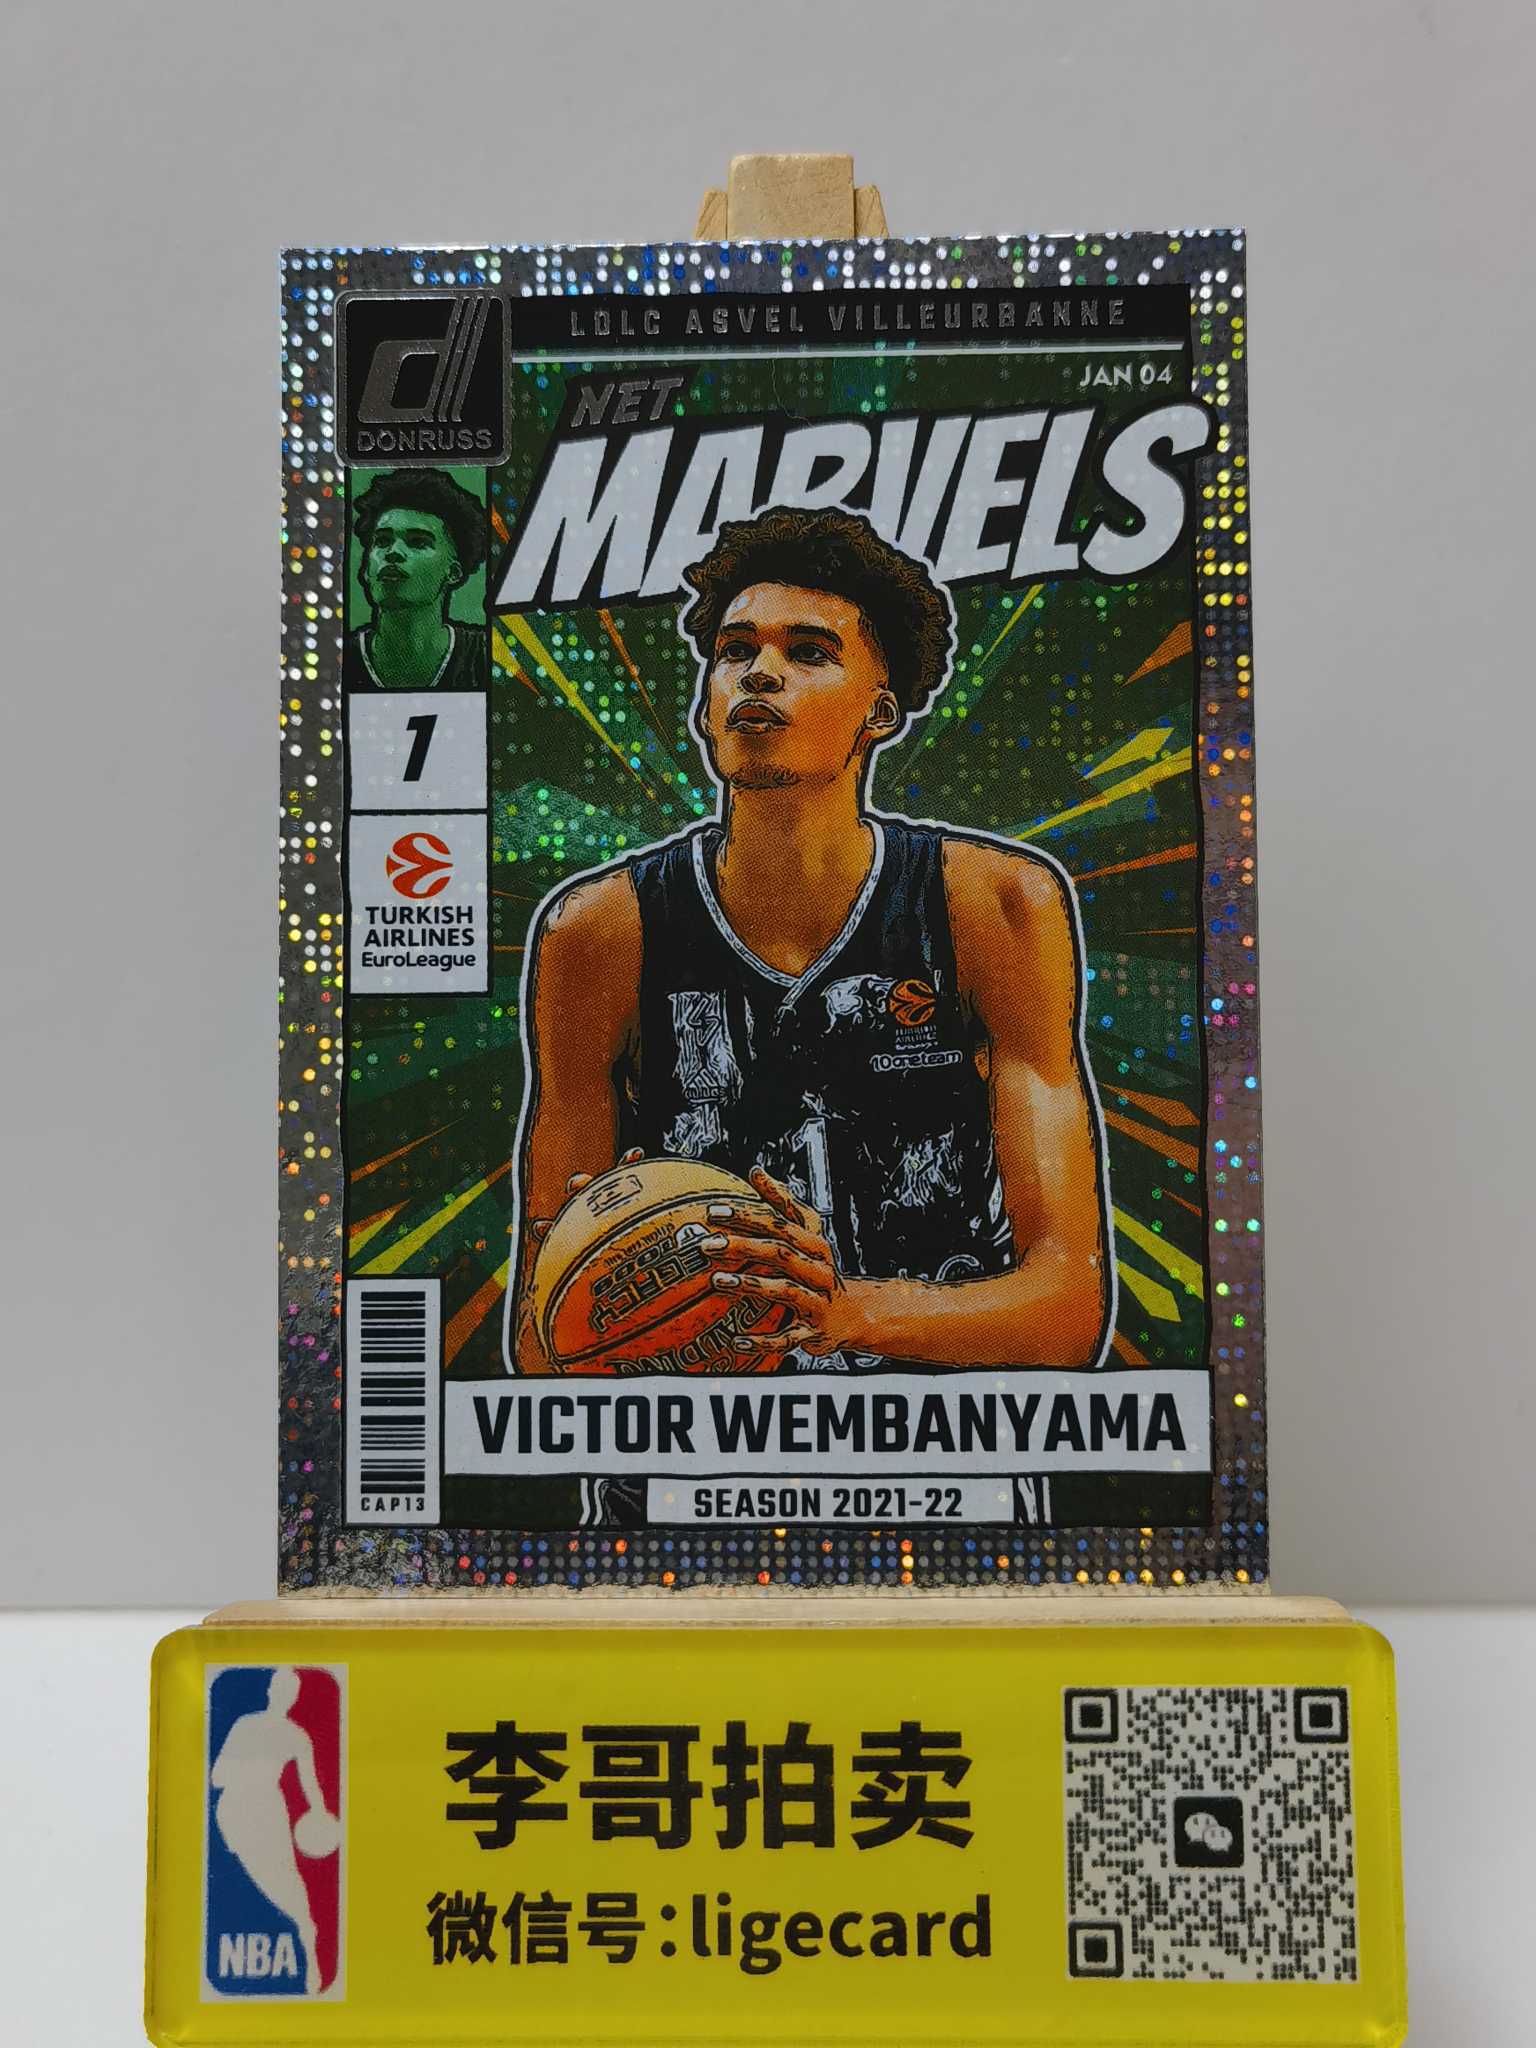 LDLC ASVEL VILLEURBANNE
DONRUSS
JAN 04
NET
MARVELS
1
TURKISH
AIRLINES
EuroLeague
10oneteam
1
VICTOR WEMBANYAMA
CAP13
SEASON 2021-22
李哥拍卖
微信号:ligecard
NBA